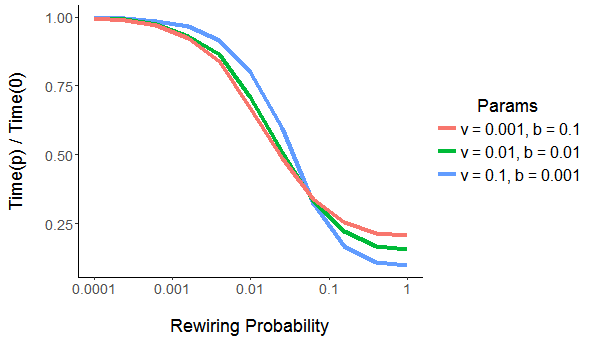 Time(p) / Time(0)
1.00
0.75
0.50
0.25
0.0001
0.001
0.01
0.1
1
Rewiring Probability
Params
v = 0.001, b = 0.1
v = 0.01, b = 0.01
v = 0.1, b = 0.001